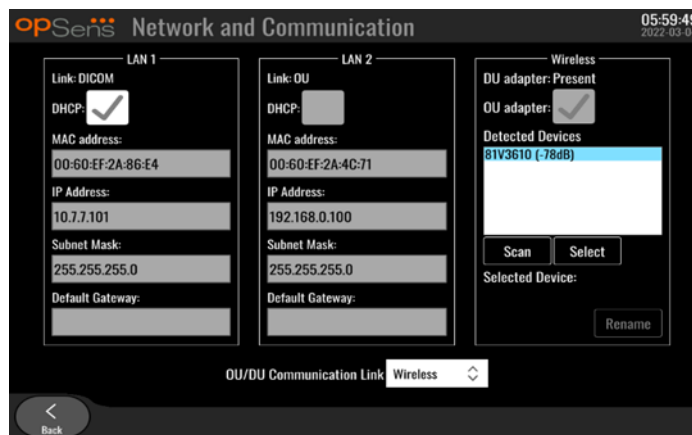 opSens Network and Communication
05:59:49
2022-03-0
LAN 1
Link: DICOM
DHCP:
MAC address:
00:60:EF:2A:86:E4
IP Address:
10.7.7.101
Subnet Mask:
255.255.255.0
Default Gateway:
LAN 2
Link: OU
DHCP:
MAC address:
00:60:EF:2A:4C:71
IP Address:
192.168.0.100
Subnet Mask:
255.255.255.0
Default Gateway:
Wireless
DU adapter: Present
OU adapter:
Detected Devices
81V3610 (-78dB)
Scan Select
Selected Device:
Rename
OU/DU Communication Link Wireless
Back